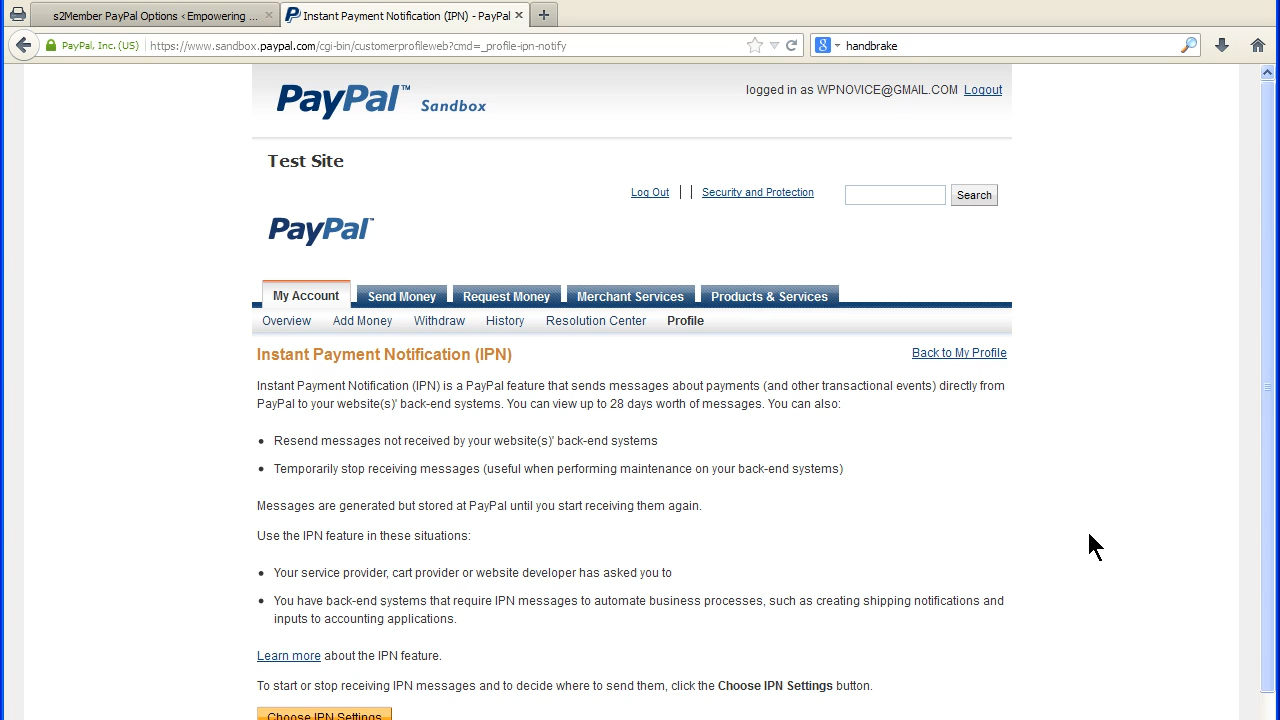 s2Member PayPal Options ‹ Empowering ...
Instant Payment Notification (IPN) - PayPal
PayPal, Inc. (US)
https://www.sandbox.paypal.com/cgi-bin/customerprofileweb?cmd=_profile-ipn-notify
handbrake
PayPal™ Sandbox
logged in as WPNOVICE@GMAIL.COM Logout
Test Site
Log Out
Security and Protection
Search
PayPal™
My Account
Send Money
Request Money
Merchant Services
Products & Services
Overview
Add Money
Withdraw
History
Resolution Center
Profile
Instant Payment Notification (IPN)
Back to My Profile
Instant Payment Notification (IPN) is a PayPal feature that sends messages about payments (and other transactional events) directly from
PayPal to your website(s)' back-end systems. You can view up to 28 days worth of messages. You can also:
• Resend messages not received by your website(s)' back-end systems
• Temporarily stop receiving messages (useful when performing maintenance on your back-end systems)
Messages are generated but stored at PayPal until you start receiving them again.
Use the IPN feature in these situations:
• Your service provider, cart provider or website developer has asked you to
• You have back-end systems that require IPN messages to automate business processes, such as creating shipping notifications and
inputs to accounting applications.
Learn more about the IPN feature.
To start or stop receiving IPN messages and to decide where to send them, click the Choose IPN Settings button.
Choose IPN Settings